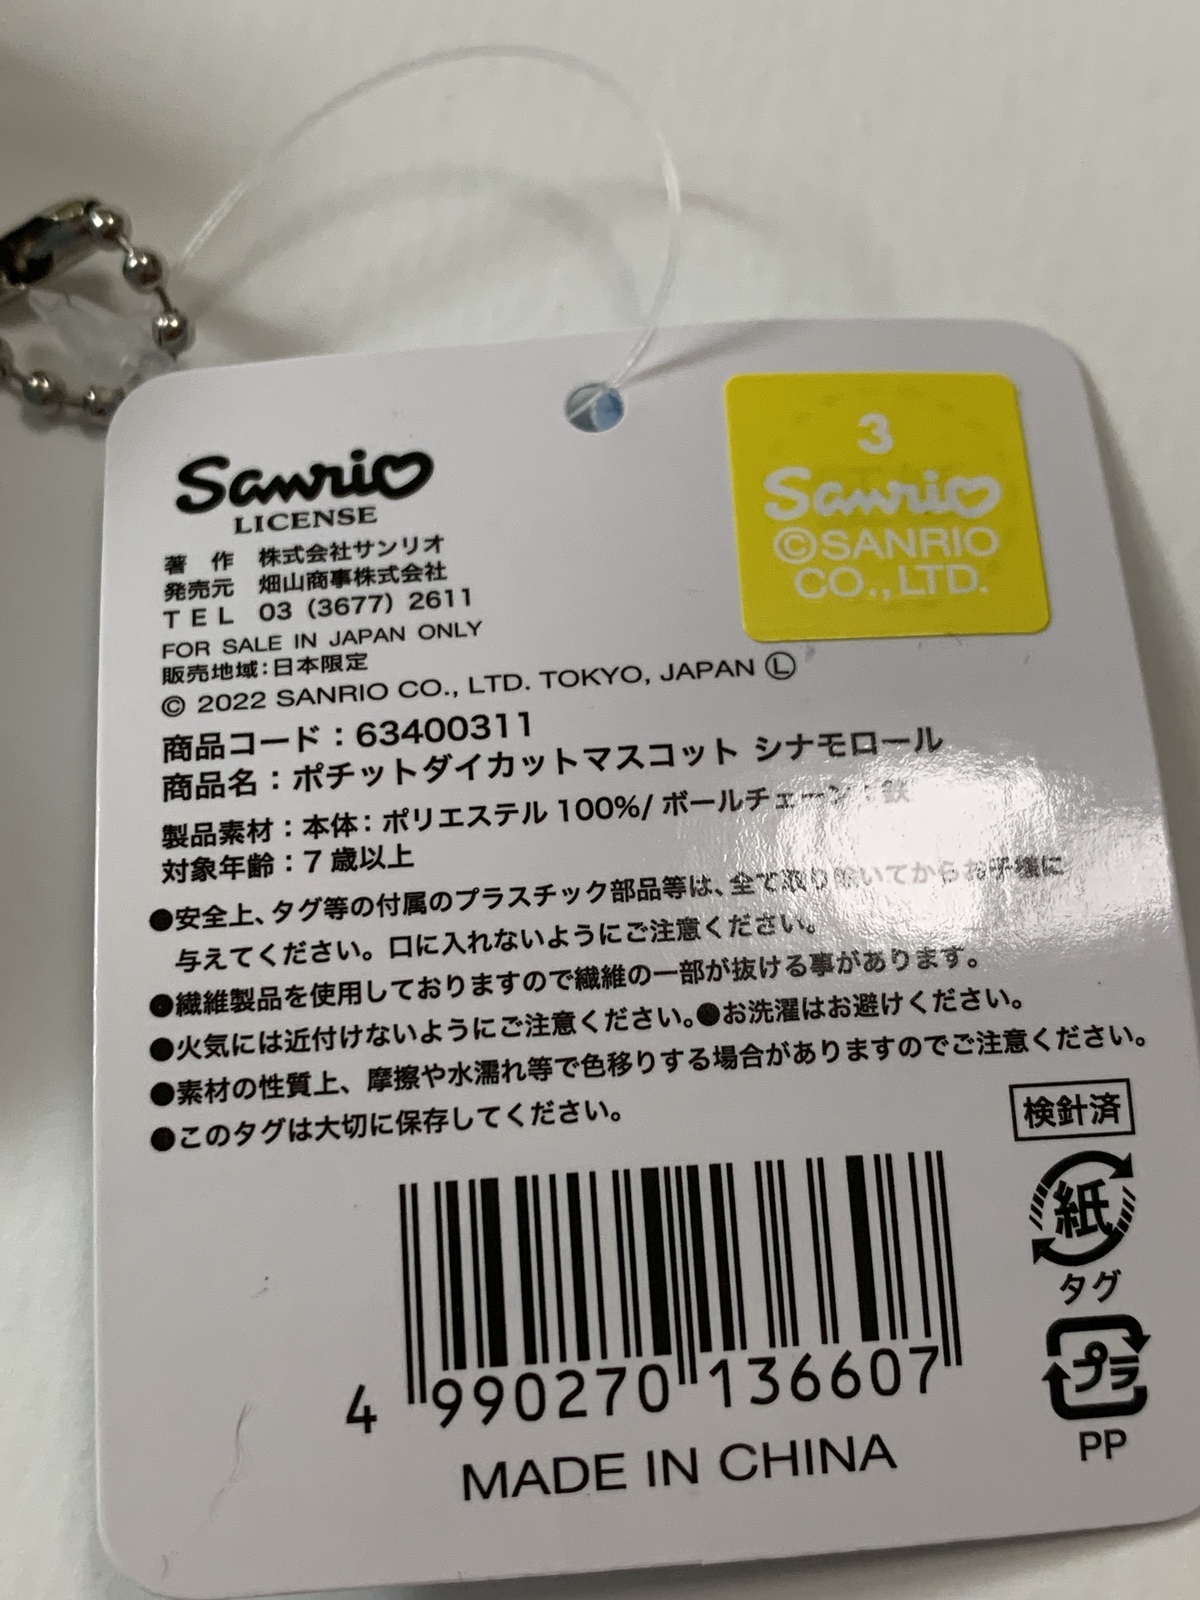 Sanrio
LICENSE
著 作 株式会社サンリオ
発売元 畑山商事株式会社
TEL 03 (3677) 2611
FOR SALE IN JAPAN ONLY
販売地域:日本限定
© 2022 SANRIO CO., LTD. TOKYO, JAPAN Ⓛ
3
Sanrio
©SANRIO
CO., LTD.
商品コード:63400311
商品名:ポチットダイカットマスコット シナモロール
製品素材:本体:ポリエステル 100%/ ボールチェーン:鉄
対象年齢:7 歳以上
●安全上、タグ等の付属のプラスチック部品等は、全て取り除いてからお子様に
与えてください。口に入れないようにご注意ください。
●繊維製品を使用しておりますので繊維の一部が抜ける事があります。
●火気には近付けないようにご注意ください。●お洗濯はお避けください。
●素材の性質上、摩擦や水濡れ等で色移りする場合がありますのでご注意ください。
●このタグは大切に保存してください。
検針済
紙
タグ
プラ
PP
4 990270 136607
MADE IN CHINA